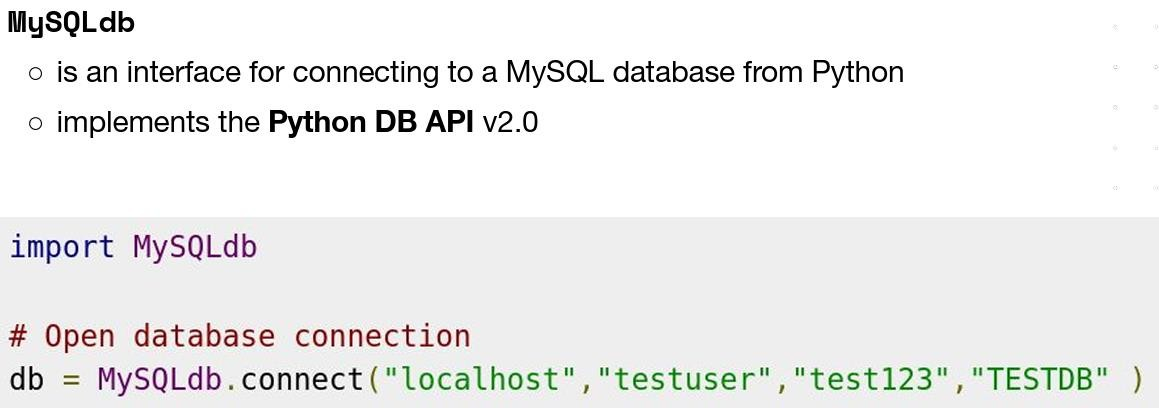 MySQLdb
○ is an interface for connecting to a MySQL database from Python
○ implements the Python DB API v2.0
import MySQLdb
# Open database connection
db = MySQLdb.connect("localhost","testuser","test123","TESTDB" )